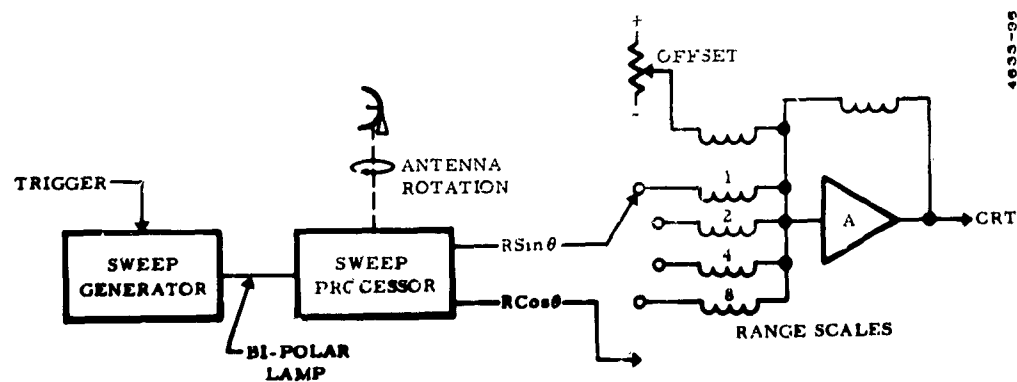 4633-95
+
OFFSET
-
ANTENNA
ROTATION
TRIGGER
SWEEP
GENERATOR
BI-POLAR
LAMP
SWEEP
PROCESSOR
RSinθ
RCosθ
1
2
4
8
RANGE SCALES
A
CRT